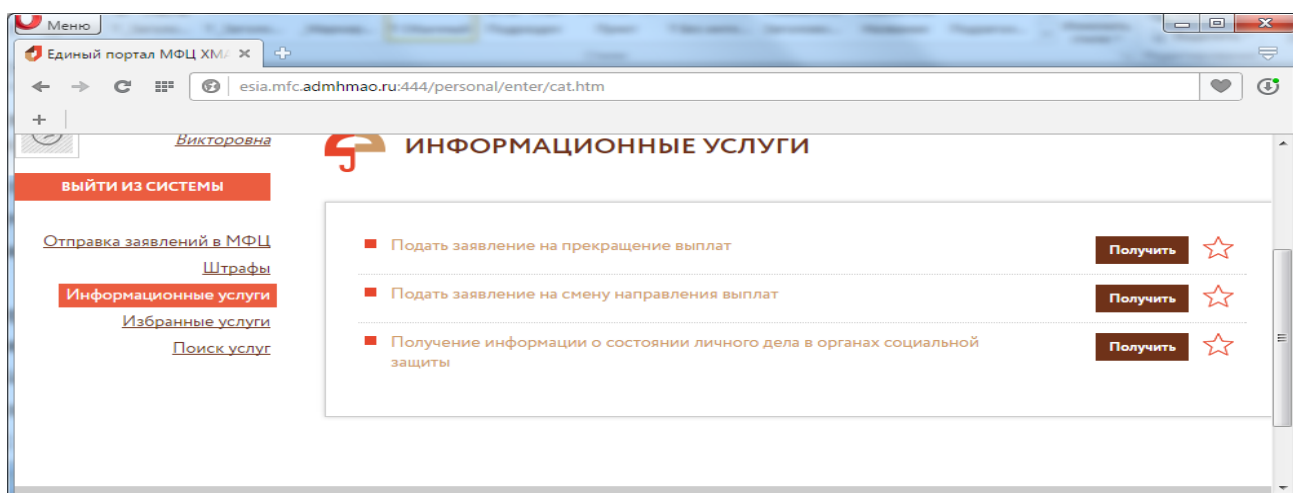 Меню
Единый портал МФЦ ХМА
esia.mfc.admhmao.ru:444/personal/enter/cat.htm
Викторовна
ИНФОРМАЦИОННЫЕ УСЛУГИ
ВЫЙТИ ИЗ СИСТЕМЫ
Отправка заявлений в МФЦ
Штрафы
Информационные услуги
Избранные услуги
Поиск услуг
Подать заявление на прекращение выплат
Получить
Подать заявление на смену направления выплат
Получить
Получение информации о состоянии личного дела в органах социальной
защиты
Получить